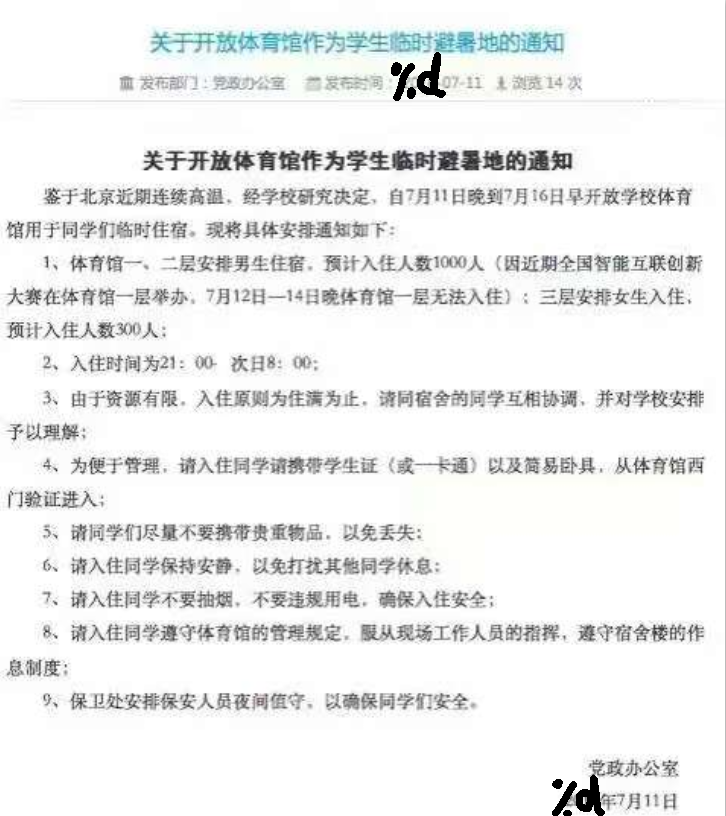 关于开放体育馆作为学生临时避暑地的通知
发布部门：党政办公室 发布时间： %d 07-11 浏览 14 次
关于开放体育馆作为学生临时避暑地的通知
鉴于北京近期连续高温，经学校研究决定，自7月11日晚到7月16日早开放学校体育
馆用于同学们临时住宿。现将具体安排通知如下：
1、体育馆一、二层安排男生住宿，预计入住人数1000人（因近期全国智能互联创新
大赛在体育馆一层举办，7月12日—14日晚体育馆一层无法入住）；三层安排女生入住，
预计入住人数300人；
2、入住时间为21：00- 次日8：00；
3、由于资源有限，入住原则为住满为止，请同宿舍的同学互相协调，并对学校安排
予以理解；
4、为便于管理，请入住同学请携带学生证（或一卡通）以及简易卧具，从体育馆西
门验证进入；
5、请同学们尽量不要携带贵重物品，以免丢失；
6、请入住同学保持安静，以免打扰其他同学休息；
7、请入住同学不要抽烟，不要违规用电，确保入住安全；
8、请入住同学遵守体育馆的管理规定，服从现场工作人员的指挥，遵守宿舍楼的作
息制度；
9、保卫处安排保安人员夜间值守，以确保同学们安全。
党政办公室
%d年7月11日